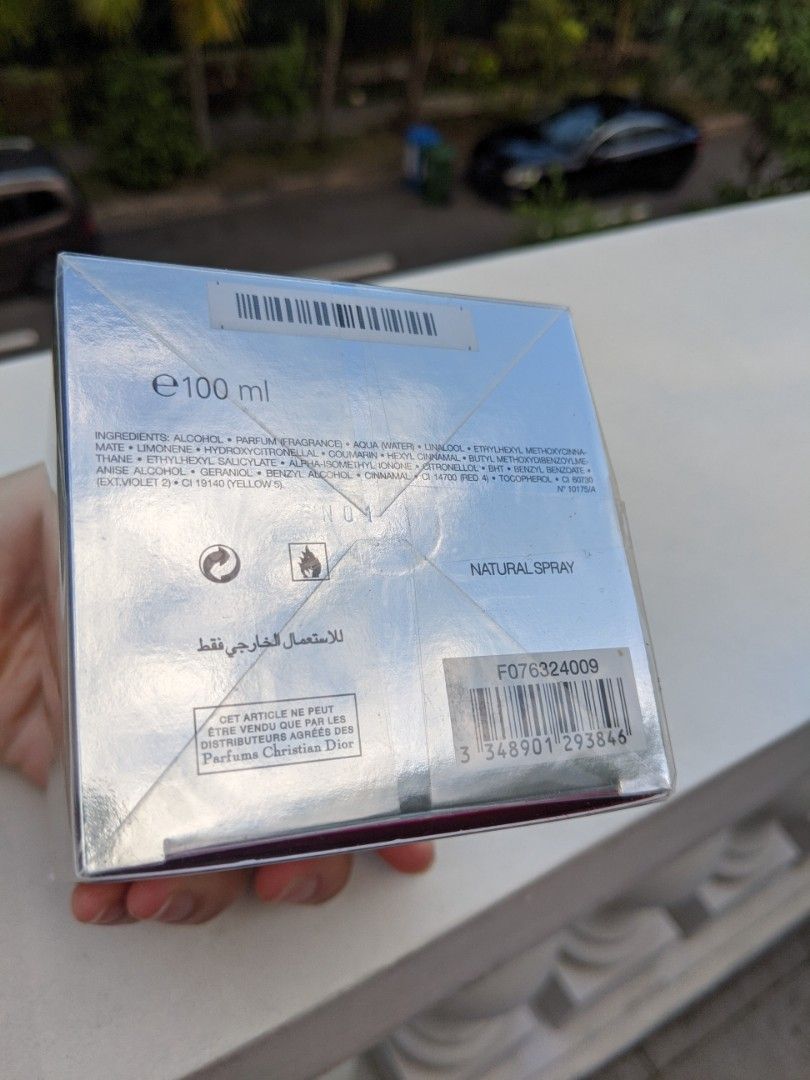 ℮100 ml
INGREDIENTS: ALCOHOL • PARFUM (FRAGRANCE) • AQUA (WATER) • LINALOOL • ETHYLHEXYL METHOXYCINNA-
MATE • LIMONENE • HYDROXYCITRONELLAL • COUMARIN • HEXYL CINNAMAL • BUTYL METHOXYDIBENZOYLME-
THANE • ETHYLHEXYL SALICYLATE • ALPHA-ISOMETHYL IONONE • CITRONELLOL • BHT • BENZYL BENZOATE •
ANISE ALCOHOL • GERANIOL • BENZYL ALCOHOL • CINNAMAL • CI 14700 (RED 4) • TOCOPHEROL • CI 60730
(EXT.VIOLET 2) • CI 19140 (YELLOW 5).
N° 10175/A
NATURAL SPRAY
للاستعمال الخارجي فقط
F076324009
CET ARTICLE NE PEUT
ÊTRE VENDU QUE PAR LES
DISTRIBUTEURS AGRÉÉS DES
Parfums Christian Dior
3 348901 293846